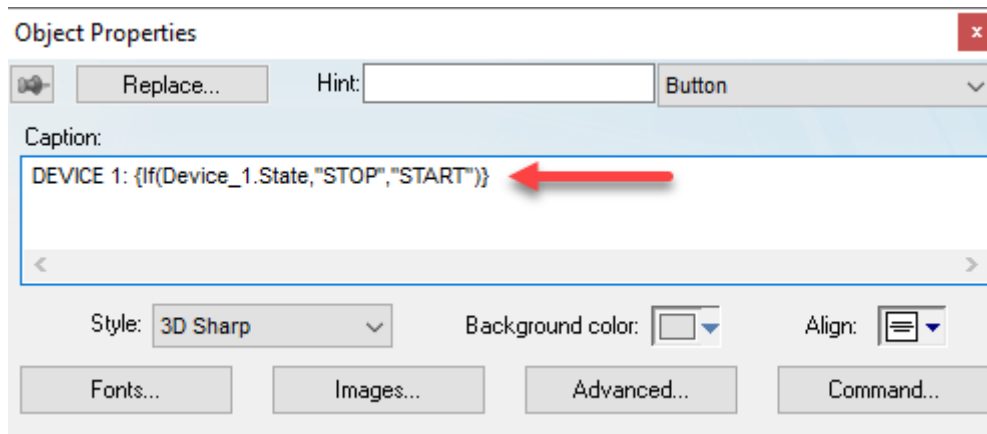 Object Properties
x
Replace... Hint: Button
Caption:
DEVICE 1: {If(Device_1.State,"STOP","START")}
Style: 3D Sharp Background color: Align:
Fonts... Images... Advanced... Command...